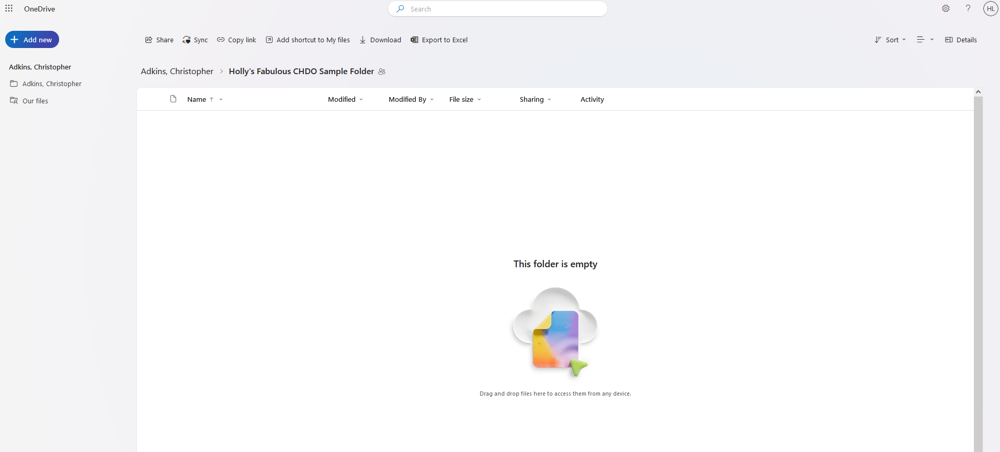 OneDrive
Search
HL
Add new
Share
Sync
Copy link
Add shortcut to My files
Download
Export to Excel
Sort
Details
Adkins, Christopher
Adkins, Christopher
Our files
Adkins, Christopher > Holly's Fabulous CHDO Sample Folder
Name
Modified
Modified By
File size
Sharing
Activity
This folder is empty
Drag and drop files here to access them from any device.